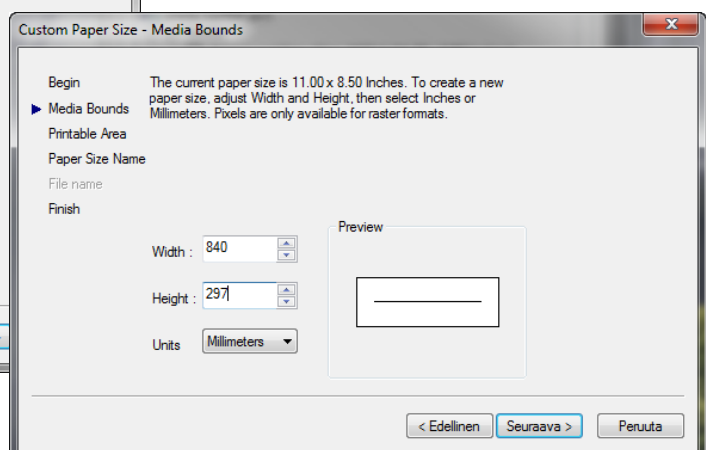 Custom Paper Size - Media Bounds
Begin
Media Bounds
Printable Area
Paper Size Name
File name
Finish
The current paper size is 11.00 x 8.50 Inches. To create a new
paper size, adjust Width and Height, then select Inches or
Millimeters. Pixels are only available for raster formats.
Width : 840
Height : 297
Units Millimeters
Preview
< Edellinen Seuraava > Peruuta